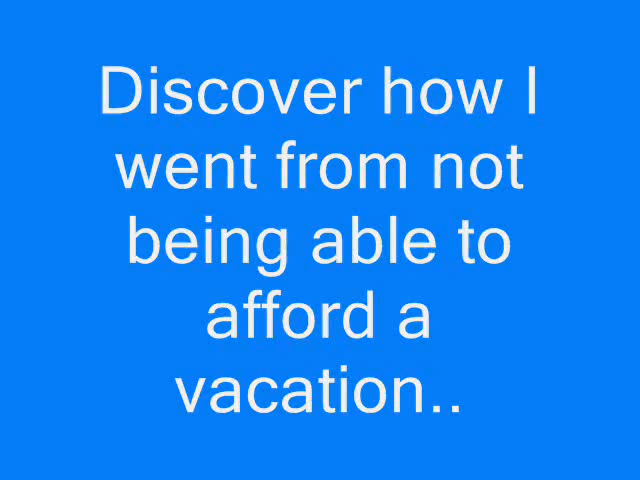 Discover how I
went from not
being able to
afford a
vacation..